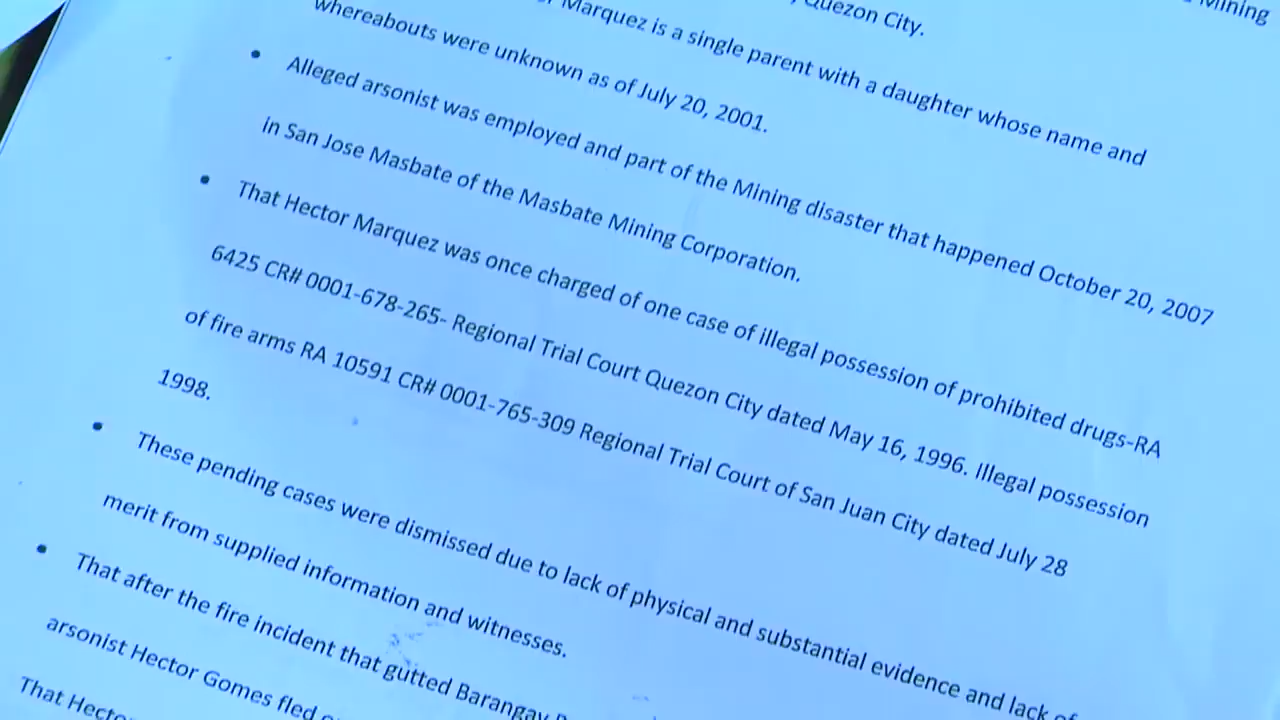 Quezon City.
Mining
Marquez is a single parent with a daughter whose name and
whereabouts were unknown as of July 20, 2001.
• Alleged arsonist was employed and part of the Mining disaster that happened October 20, 2007
in San Jose Masbate of the Masbate Mining Corporation.
• That Hector Marquez was once charged of one case of illegal possession of prohibited drugs-RA
6425 CR# 0001-678-265- Regional Trial Court Quezon City dated May 16, 1996. Illegal possession
of fire arms RA 10591 CR# 0001-765-309 Regional Trial Court of San Juan City dated July 28
1998.
• These pending cases were dismissed due to lack of physical and substantial evidence and lack of
merit from supplied information and witnesses.
• That after the fire incident that gutted Barangay
arsonist Hector Gomes fled
That